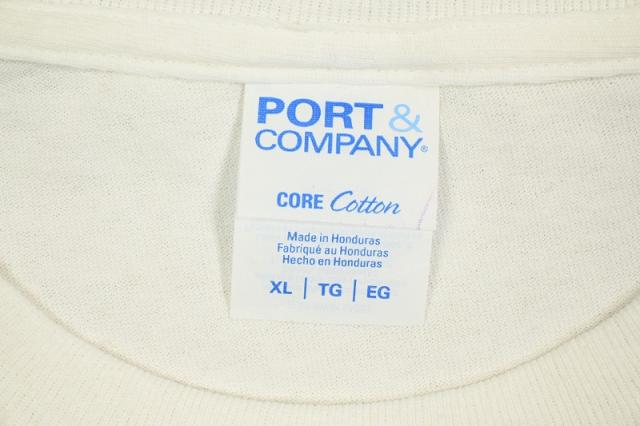 PORT &
COMPANY®
CORE Cotton
Made in Honduras
Fabriqué au Honduras
Hecho en Honduras
XL | TG | EG